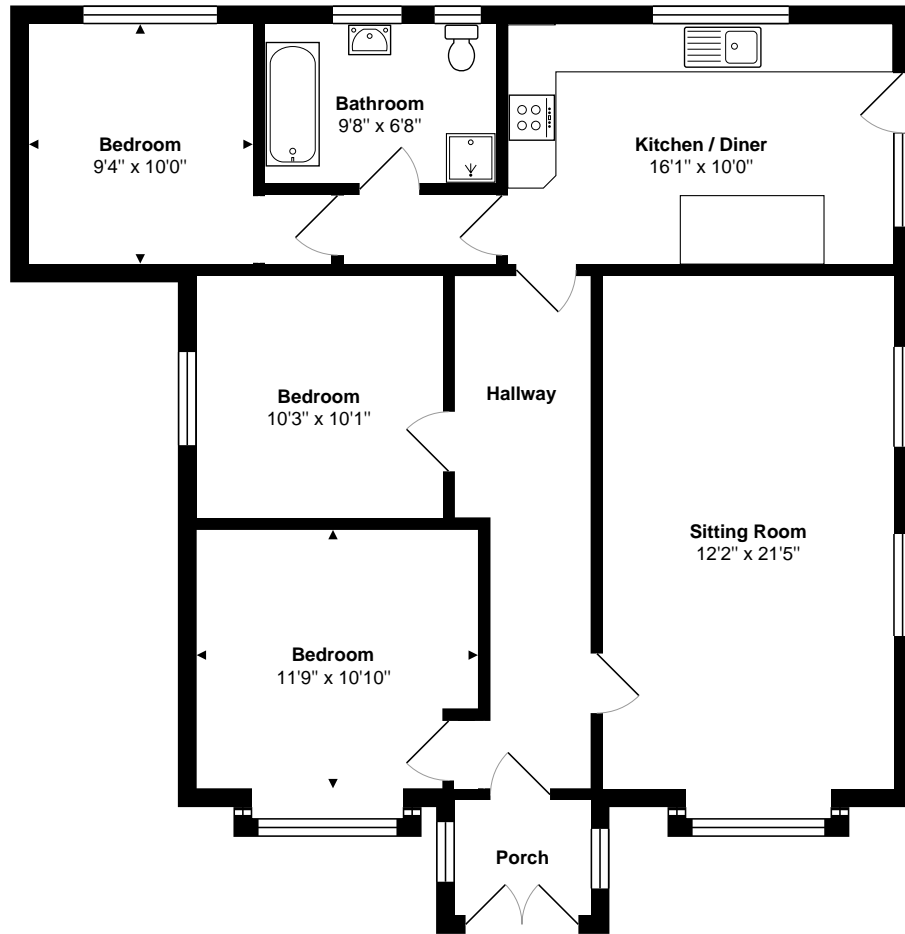 Bathroom
9'8" x 6'8"
Bedroom
9'4" x 10'0"
Kitchen / Diner
16'1" x 10'0"
Bedroom
10'3" x 10'1"
Hallway
Sitting Room
12'2" x 21'5"
Bedroom
11'9" x 10'10"
Porch